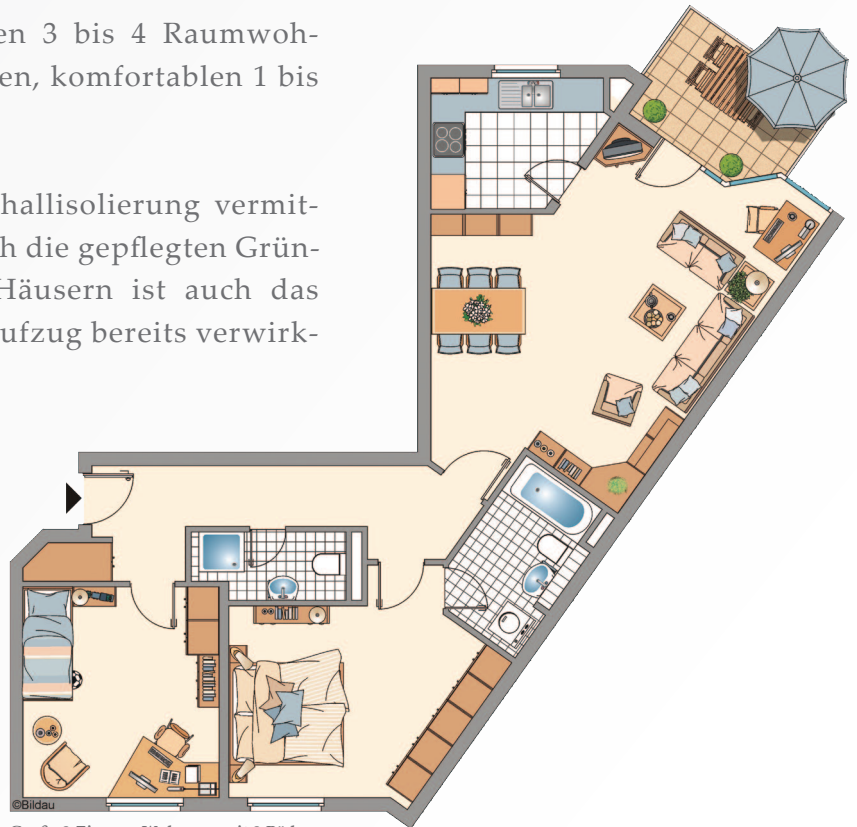 en 3 bis 4 Raumwoh-
en, komfortablen 1 bis
hallisolierung vermit-
h die gepflegten Grün-
Häusern ist auch das
ufzug bereits verwirk-
©Bildau